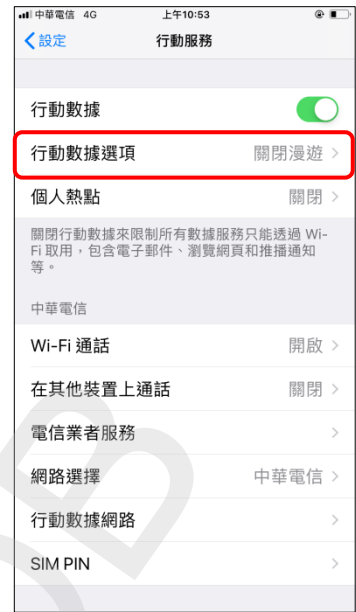 中華電信 4G 上午10:53
設定 行動服務
行動數據
行動數據選項 關閉漫遊
個人熱點 關閉
關閉行動數據來限制所有數據服務只能透過 Wi-
Fi 取用，包含電子郵件、瀏覽網頁和推播通知
等。
中華電信
Wi-Fi 通話 開啟
在其他裝置上通話 關閉
電信業者服務
網路選擇 中華電信
行動數據網路
SIM PIN